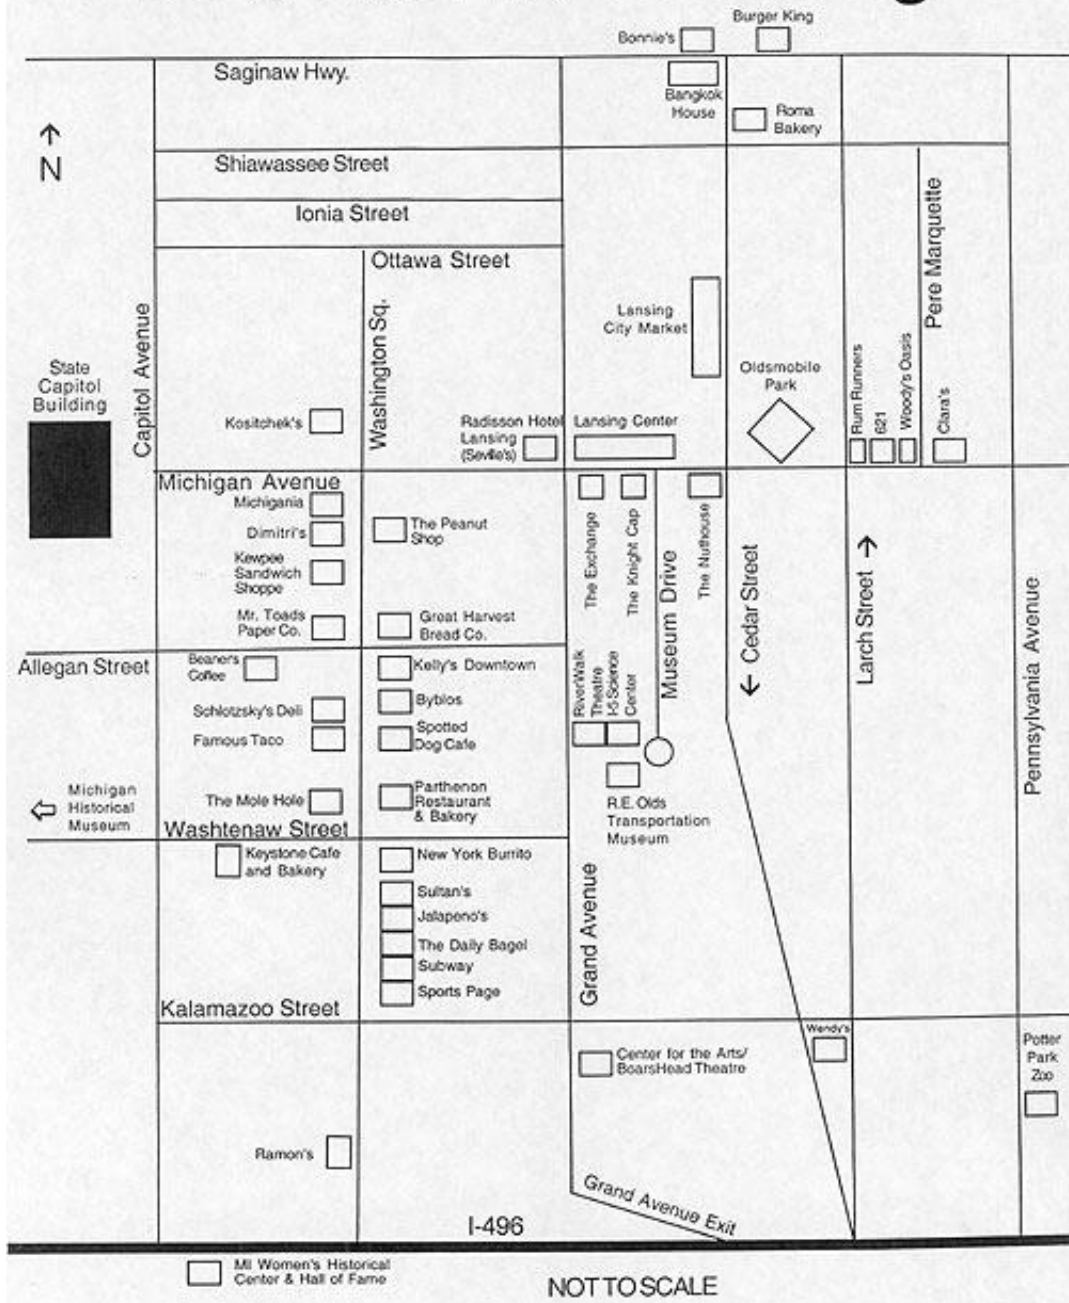 Burger King
Bonnie's
Saginaw Hwy.
Bangkok
House
Roma
Bakery
N
Shiawassee Street
Ionia Street
Ottawa Street
Pere Marquette
Capitol Avenue
Washington Sq.
Lansing
City Market
State
Capitol
Building
Oldsmobile
Park
Rum Runners
621
Woody's Oasis
Clara's
Kositchek's
Radisson Hotel
Lansing
(Seville's)
Lansing Center
Michigan Avenue
Michigania
Dimitri's
Kewpee
Sandwich
Shoppe
Mr. Toads
Paper Co.
The Peanut
Shop
Great Harvest
Bread Co.
The Exchange
The Knight Cap
Museum Drive
The Nuthouse
Cedar Street
Larch Street
Pennsylvania Avenue
Allegan Street
Beaner's
Coffee
Kelly's Downtown
Schlotzsky's Deli
Byblos
Famous Taco
Spotted
Dog Cafe
RiverWalk
Theatre
I-5 Science
Center
Michigan
Historical
Museum
The Mole Hole
Parthenon
Restaurant
& Bakery
R.E. Olds
Transportation
Museum
Washtenaw Street
Keystone Cafe
and Bakery
New York Burrito
Sultan's
Jalapeno's
The Daily Bagel
Subway
Sports Page
Grand Avenue
Kalamazoo Street
Center for the Arts/
BoarsHead Theatre
Wendy's
Potter
Park
Zoo
Ramon's
Grand Avenue Exit
I-496
MI Women's Historical
Center & Hall of Fame
NOT TO SCALE